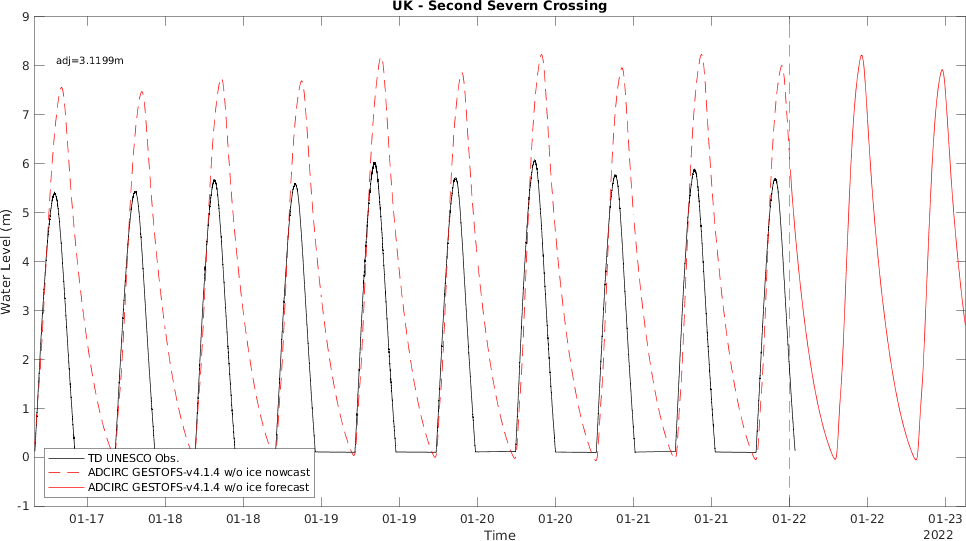 UK - Second Severn Crossing
adj=3.1199m
9
8
7
6
5
4
3
2
1
0
-1
Water Level (m)
TD UNESCO Obs.
ADCIRC GESTOFS-v4.1.4 w/o ice nowcast
ADCIRC GESTOFS-v4.1.4 w/o ice forecast
01-17 01-18 01-18 01-19 01-19 01-20 01-20 01-21 01-21 01-22 01-22 01-23
2022
Time